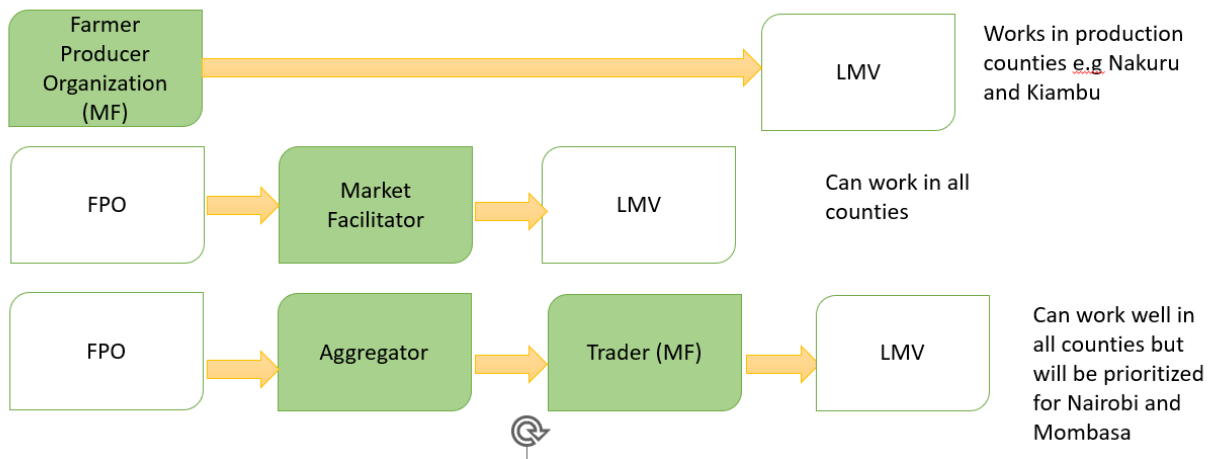 Farmer
Producer
Organization
(MF)
LMV
Works in production
counties e.g Nakuru
and Kiambu
FPO
Market
Facilitator
LMV
Can work in all
counties
FPO
Aggregator
Trader (MF)
LMV
Can work well in
all counties but
will be prioritized
for Nairobi and
Mombasa